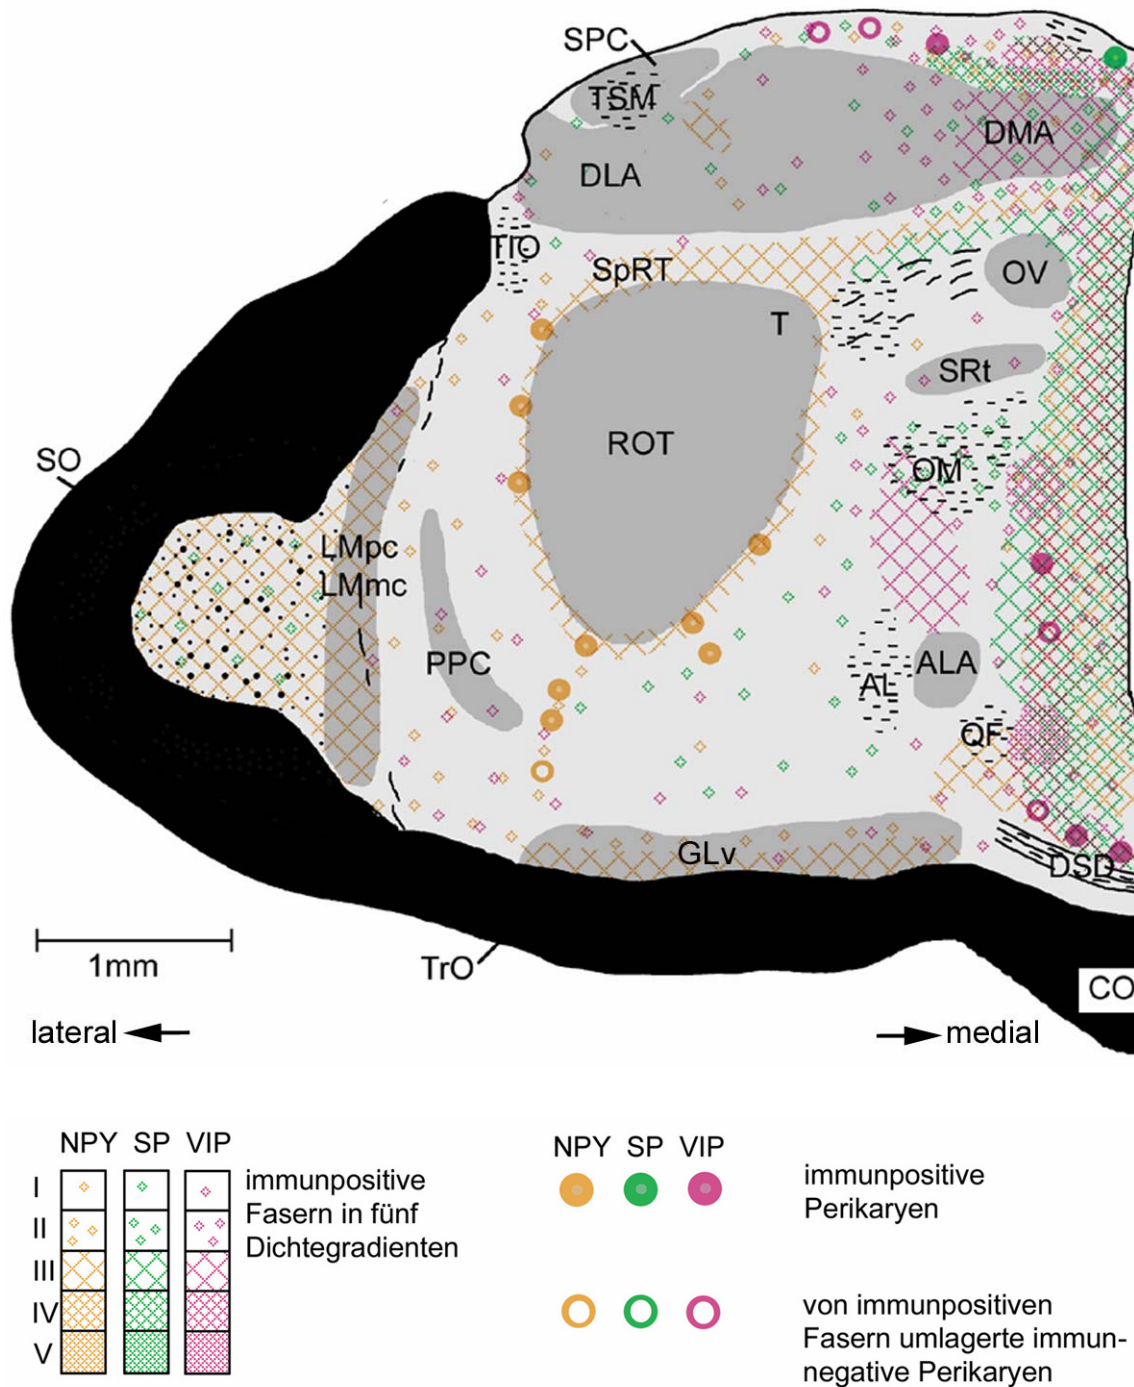 SPC
TSM
DMA
DLA
TIO
SpRT
OV
T
SRt
ROT
SO
OM
LMpc
LMmc
PPC
ALA
AL
QF
GLv
DSD
1mm
TrO
CO
lateral
medial
NPY SP VIP
I
II
III
IV
V
immunpositive
Fasern in fünf
Dichtegradienten
NPY SP VIP
immunpositive
Perikaryen
von immunpositiven
Fasern umlagerte immun-
negative Perikaryen